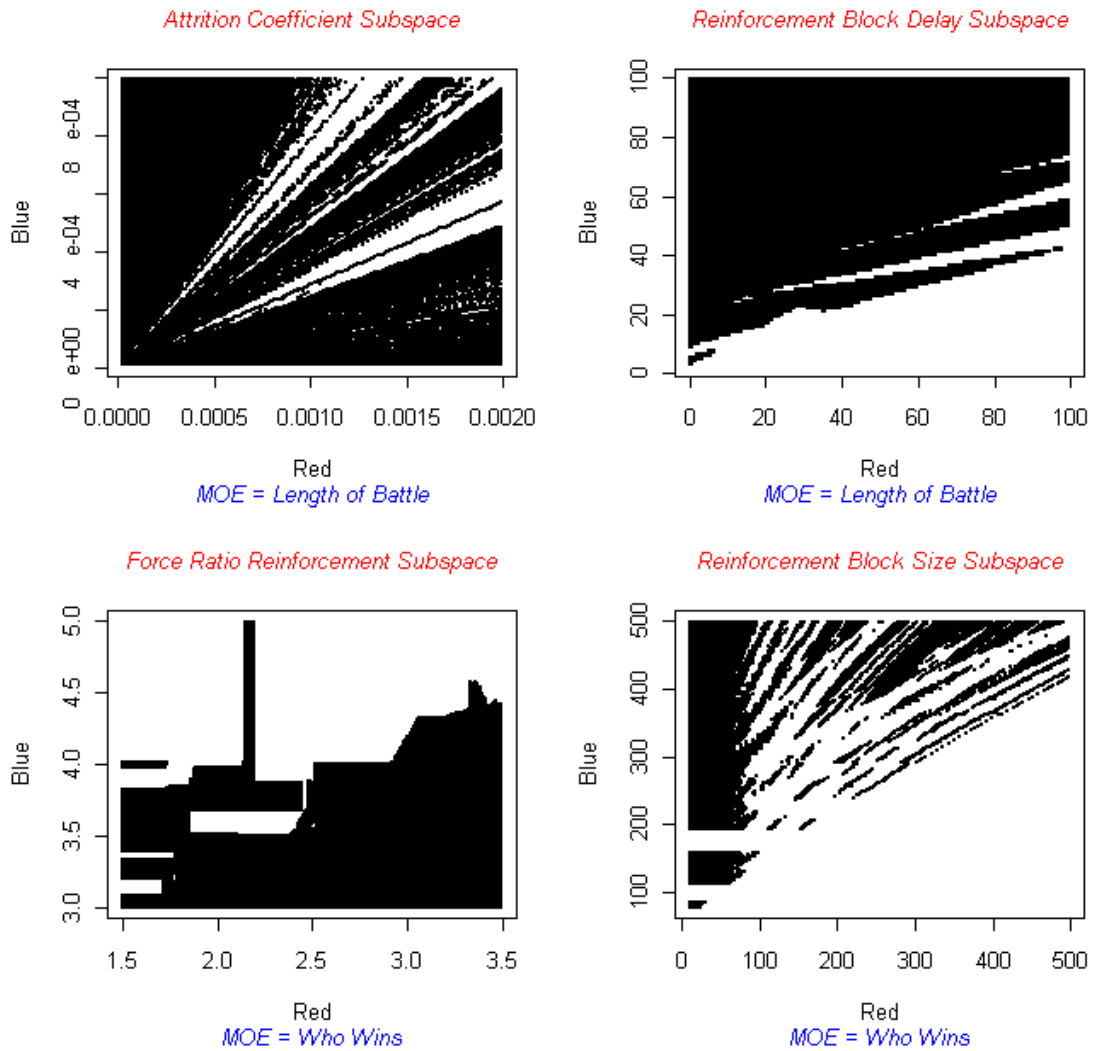 Attrition Coefficient Subspace
Blue
0 e+00 4 e-04 8 e-04
0.0000 0.0005 0.0010 0.0015 0.0020
Red
MOE = Length of Battle
Reinforcement Block Delay Subspace
Blue
0 20 40 60 80 100
0 20 40 60 80 100
Red
MOE = Length of Battle
Force Ratio Reinforcement Subspace
Blue
3.0 3.5 4.0 4.5 5.0
1.5 2.0 2.5 3.0 3.5
Red
MOE = Who Wins
Reinforcement Block Size Subspace
Blue
100 200 300 400 500
0 100 200 300 400 500
Red
MOE = Who Wins